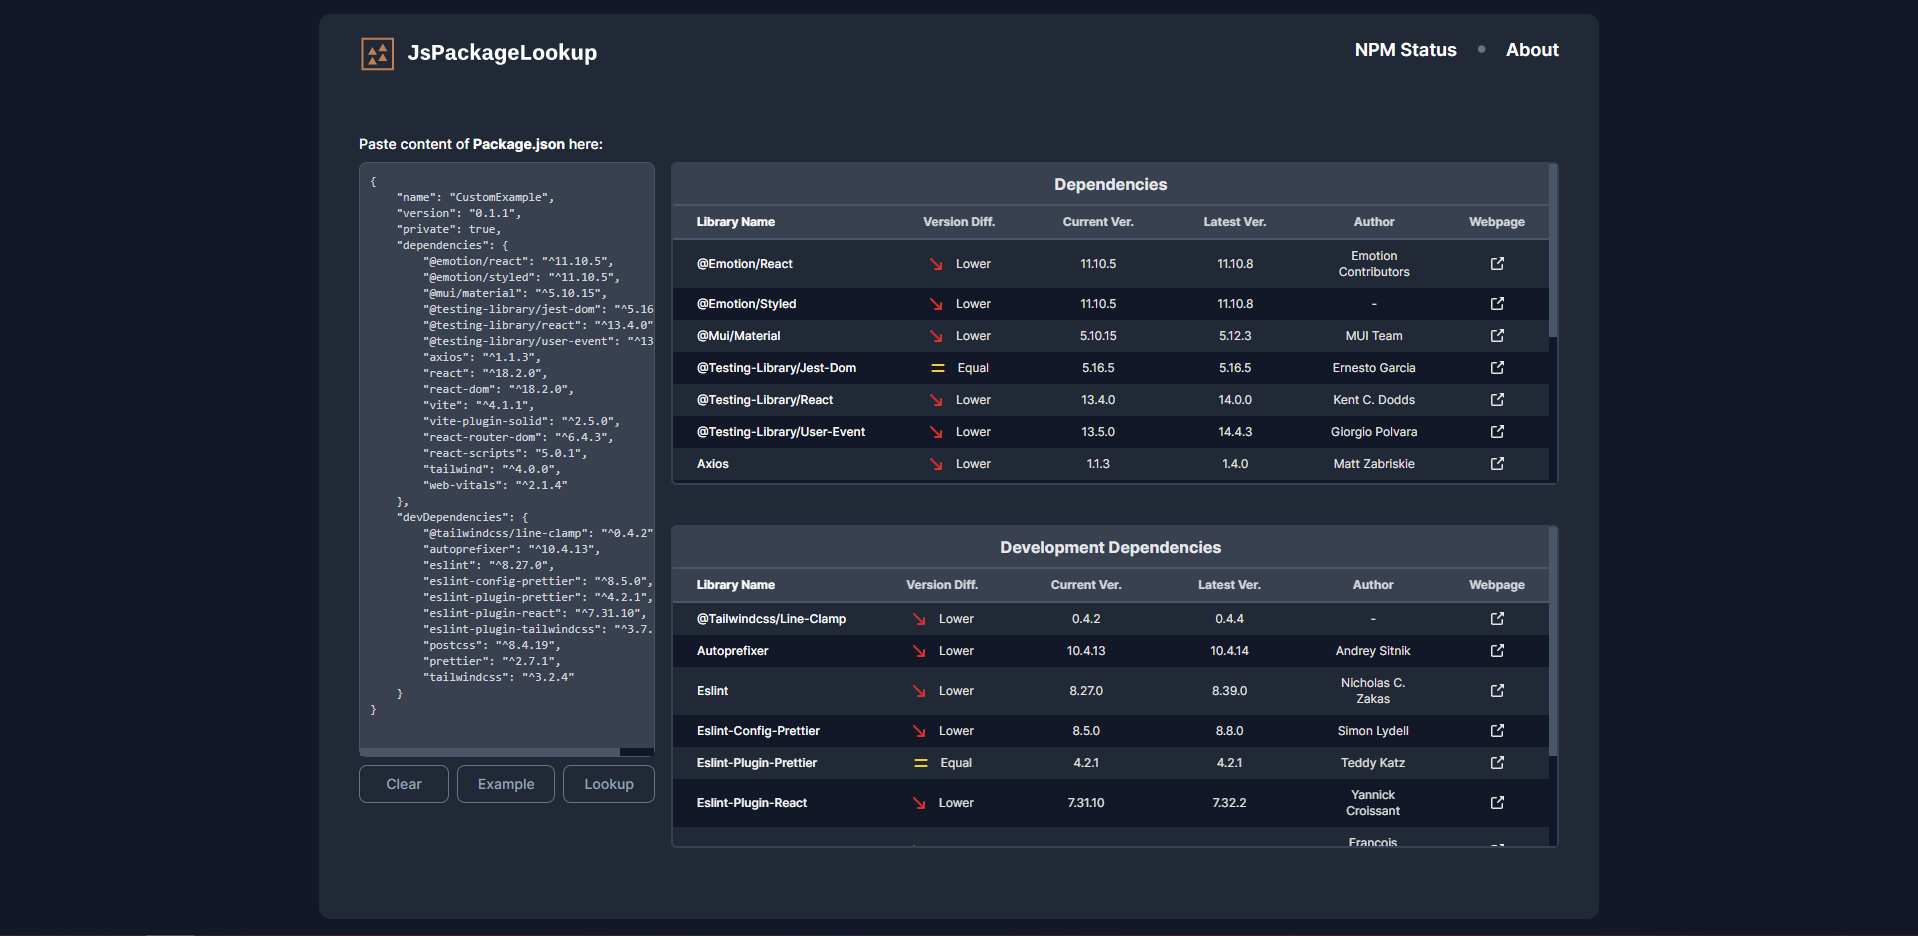 JsPackageLookup
NPM Status
About
Paste content of Package.json here:
{
"name": "CustomExample",
"version": "0.1.1",
"private": true,
"dependencies": {
"@emotion/react": "^11.10.5",
"@emotion/styled": "^11.10.5",
"@mui/material": "^5.10.15",
"@testing-library/jest-dom": "^5.16
"@testing-library/react": "^13.4.0"
"@testing-library/user-event": "^13
"axios": "^1.1.3",
"react": "^18.2.0",
"react-dom": "^18.2.0",
"vite": "^4.1.1",
"vite-plugin-solid": "^2.5.0",
"react-router-dom": "^6.4.3",
"react-scripts": "5.0.1",
"tailwind": "^4.0.0",
"web-vitals": "^2.1.4"
},
"devDependencies": {
"@tailwindcss/line-clamp": "^0.4.2"
"autoprefixer": "^10.4.13",
"eslint": "^8.27.0",
"eslint-config-prettier": "^8.5.0",
"eslint-plugin-prettier": "^4.2.1",
"eslint-plugin-react": "^7.31.10",
"eslint-plugin-tailwindcss": "^3.7.
"postcss": "^8.4.19",
"prettier": "^2.7.1",
"tailwindcss": "^3.2.4"
}
}
Clear
Example
Lookup
Dependencies
Library Name Version Diff. Current Ver. Latest Ver. Author Webpage
@Emotion/React Lower 11.10.5 11.10.8 Emotion
Contributors
@Emotion/Styled Lower 11.10.5 11.10.8 -
@Mui/Material Lower 5.10.15 5.12.3 MUI Team
@Testing-Library/Jest-Dom Equal 5.16.5 5.16.5 Ernesto Garcia
@Testing-Library/React Lower 13.4.0 14.0.0 Kent C. Dodds
@Testing-Library/User-Event Lower 13.5.0 14.4.3 Giorgio Polvara
Axios Lower 1.1.3 1.4.0 Matt Zabriskie
Development Dependencies
Library Name Version Diff. Current Ver. Latest Ver. Author Webpage
@Tailwindcss/Line-Clamp Lower 0.4.2 0.4.4 -
Autoprefixer Lower 10.4.13 10.4.14 Andrey Sitnik
Eslint Lower 8.27.0 8.39.0 Nicholas C.
Zakas
Eslint-Config-Prettier Lower 8.5.0 8.8.0 Simon Lydell
Eslint-Plugin-Prettier Equal 4.2.1 4.2.1 Teddy Katz
Eslint-Plugin-React Lower 7.31.10 7.32.2 Yannick
Croissant